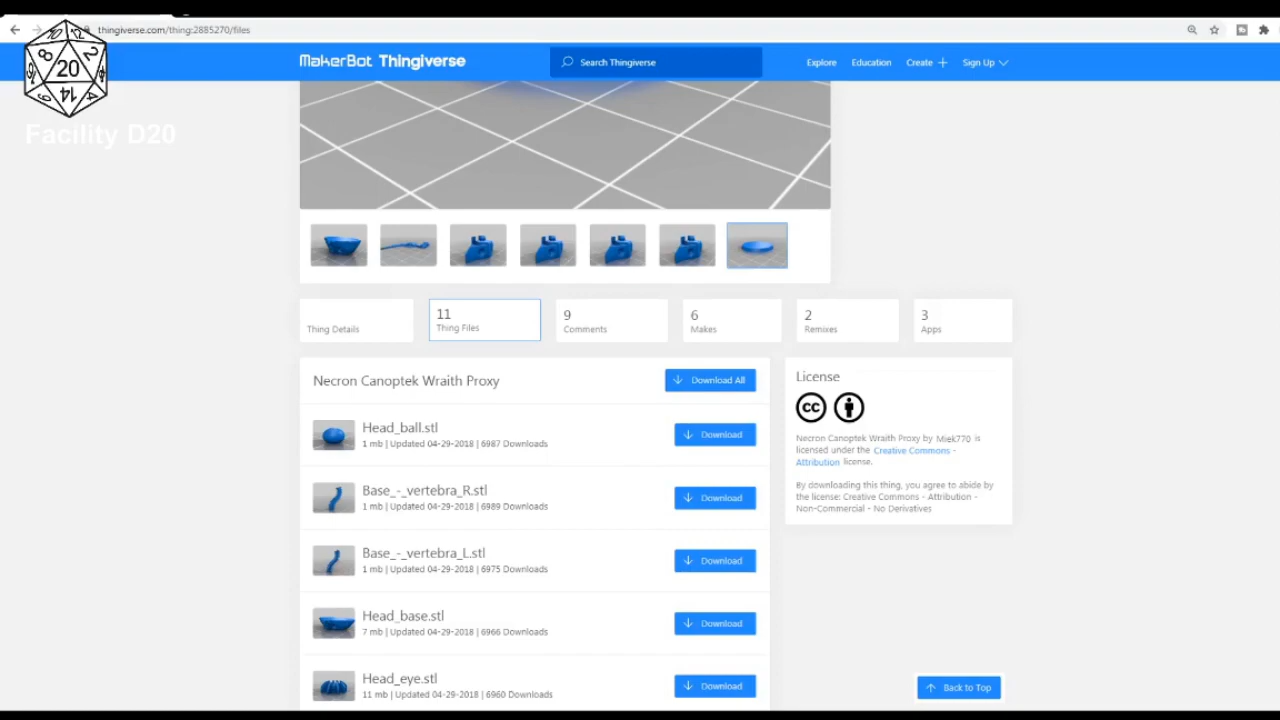 thingiverse.com/thing:2885270/files
20
8
12
2
14
Facility D20
MakerBot Thingiverse
Search Thingiverse
Explore
Education
Create
Sign Up
Thing Details
11
Thing Files
9
Comments
6
Makes
2
Remixes
3
Apps
Necron Canoptek Wraith Proxy
Download All
Head_ball.stl
1 mb | Updated 04-29-2018 | 6987 Downloads
Download
Base_-_vertebra_R.stl
1 mb | Updated 04-29-2018 | 6989 Downloads
Download
Base_-_vertebra_L.stl
1 mb | Updated 04-29-2018 | 6975 Downloads
Download
Head_base.stl
7 mb | Updated 04-29-2018 | 6966 Downloads
Download
Head_eye.stl
11 mb | Updated 04-29-2018 | 6960 Downloads
Download
License
cc
Necron Canoptek Wraith Proxy by Miek770 is
licensed under the Creative Commons -
Attribution license.
By downloading this thing, you agree to abide by
the license: Creative Commons - Attribution -
Non-Commercial - No Derivatives
Back to Top